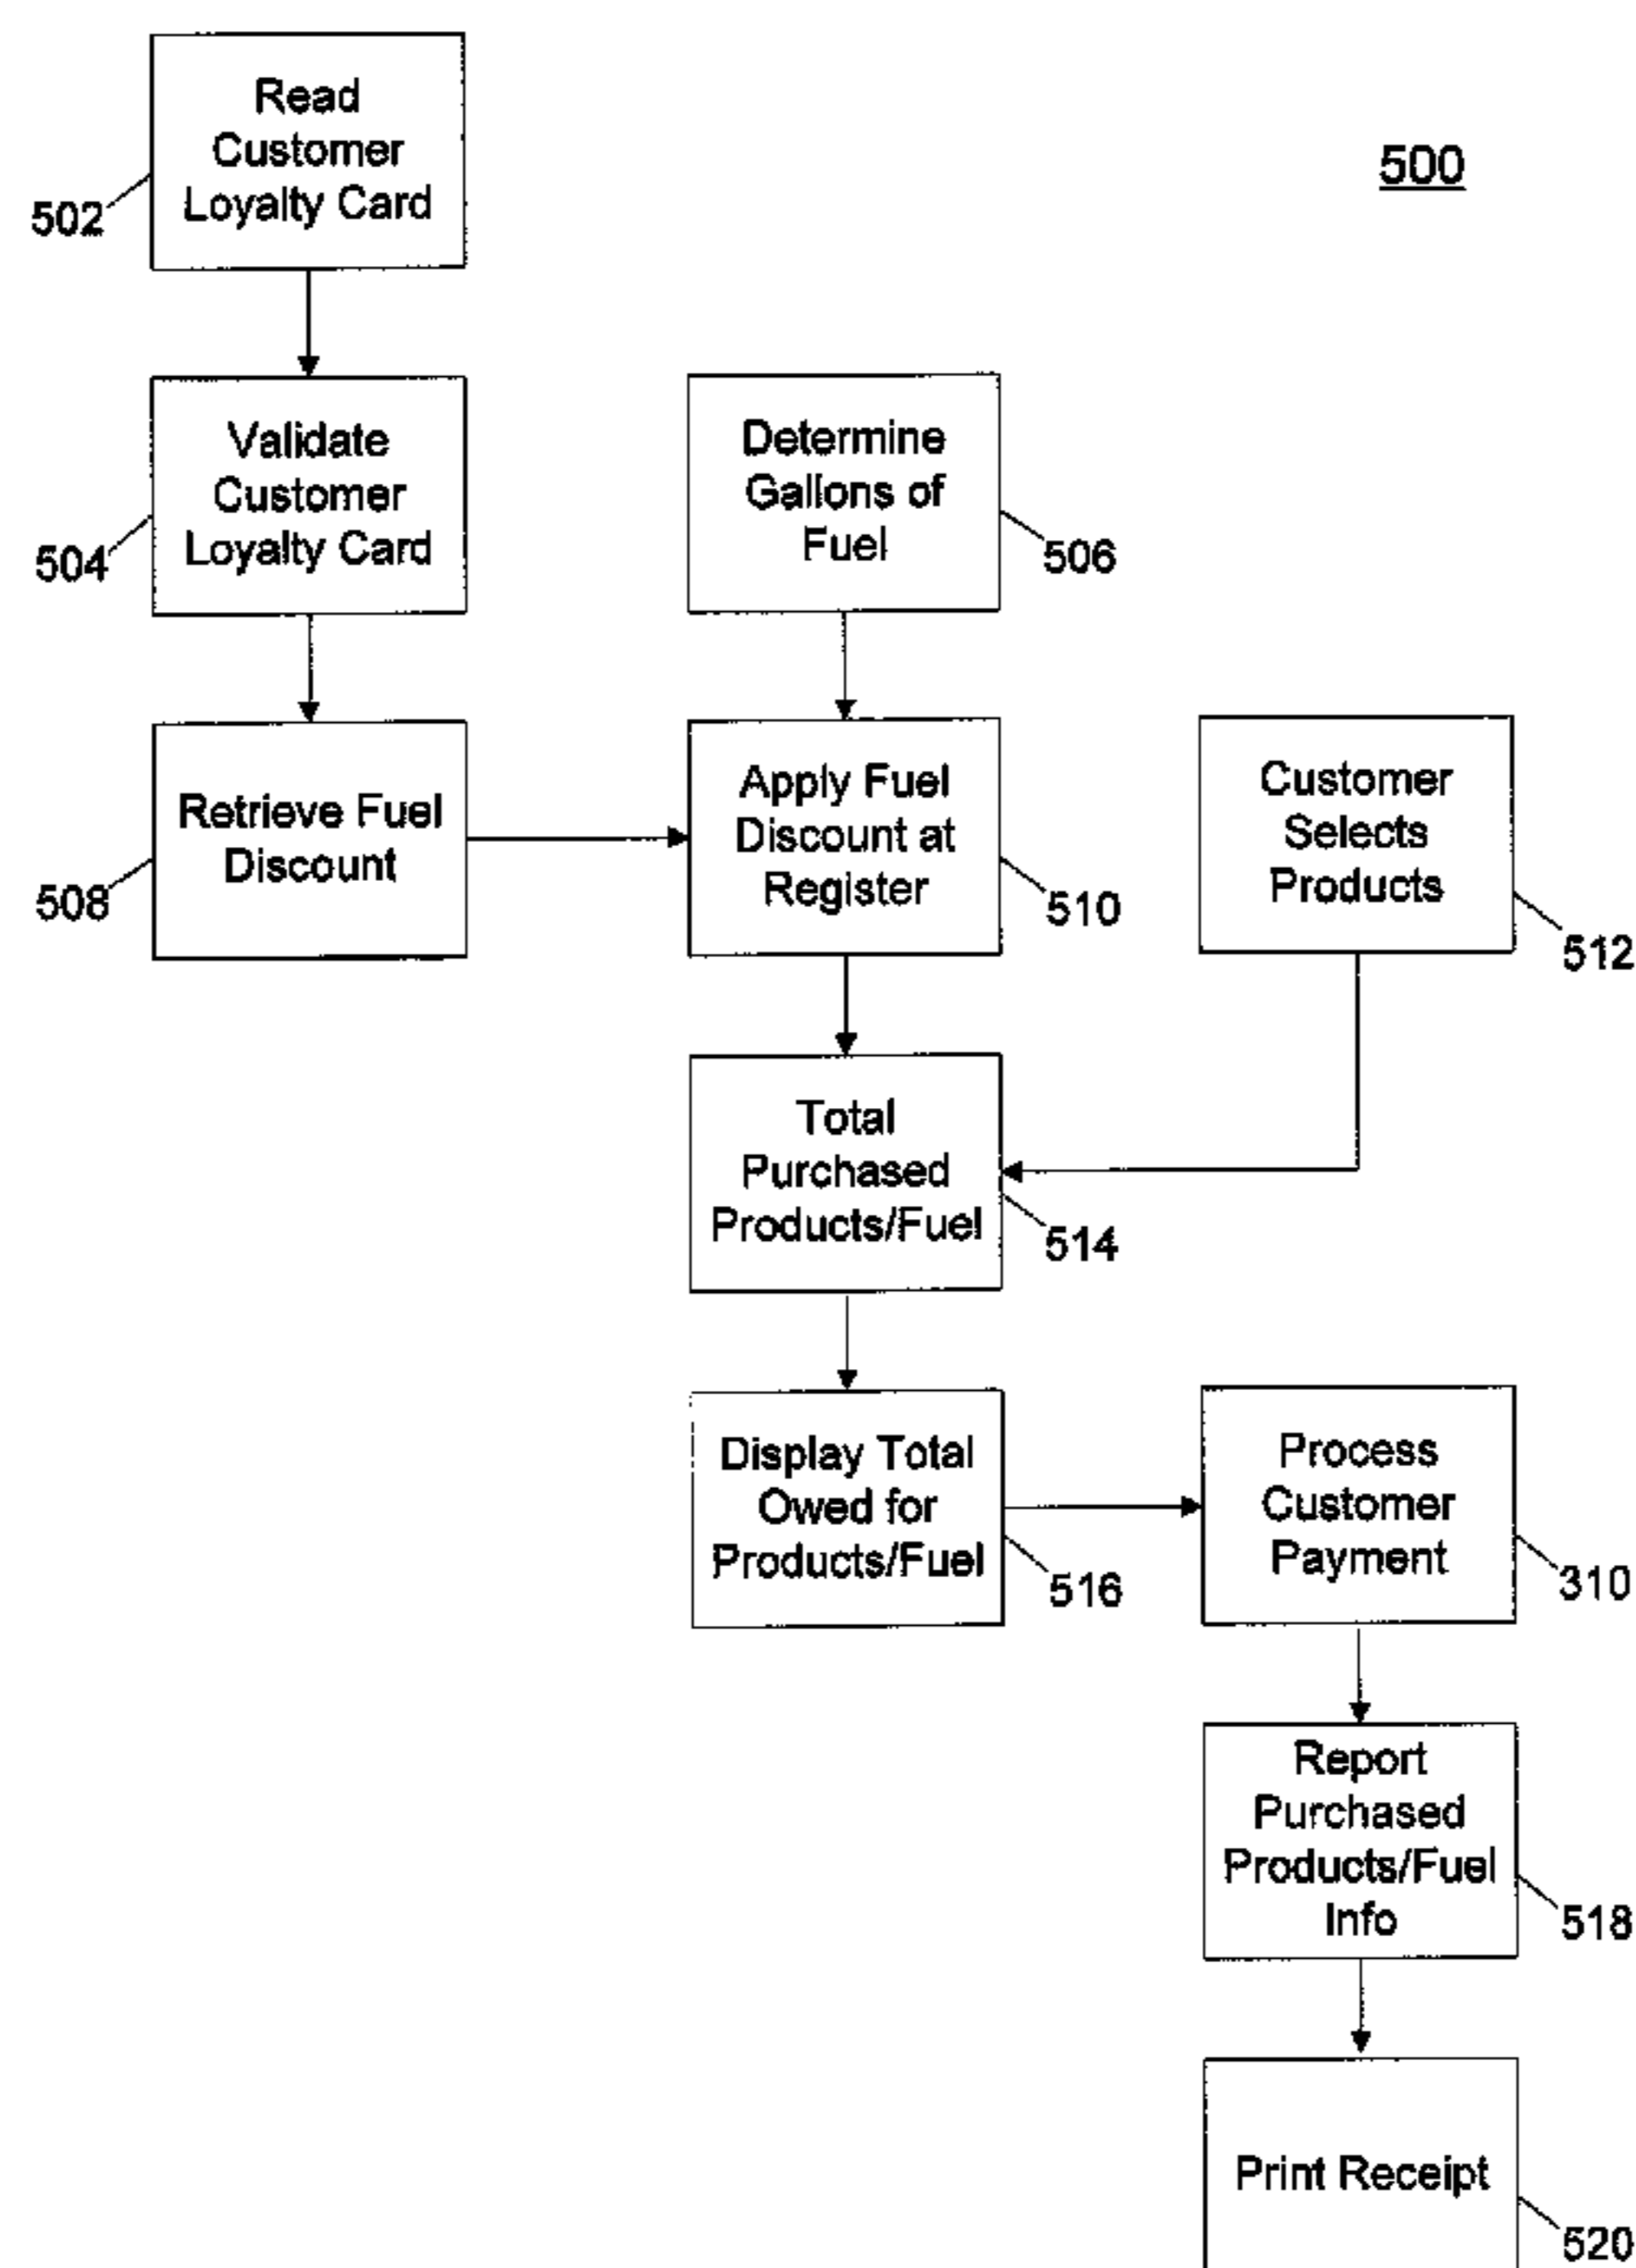 Read
Customer
Loyalty Card
502
500
Validate
Customer
Loyalty Card
504
Determine
Gallons of
Fuel
506
Retrieve Fuel
Discount
508
Apply Fuel
Discount at
Register
510
Customer
Selects
Products
512
Total
Purchased
Products/Fuel
514
Display Total
Owed for
Products/Fuel
516
Process
Customer
Payment
310
Report
Purchased
Products/Fuel
Info
518
Print Receipt
520